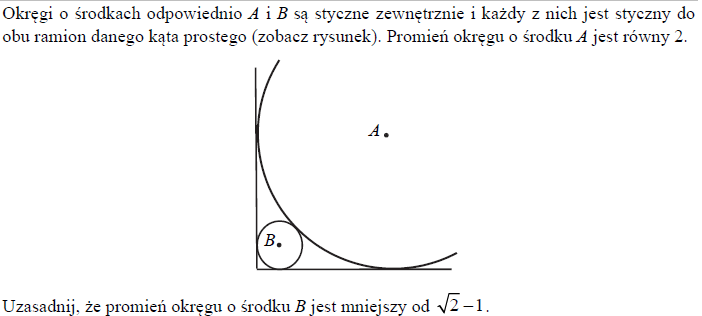 Okręgi o środkach odpowiednio A i B są styczne zewnętrznie i każdy z nich jest styczny do
obu ramion danego kąta prostego (zobacz rysunek). Promień okręgu o środku A jest równy 2.
A
B
Uzasadnij, że promień okręgu o środku B jest mniejszy od √2−1.